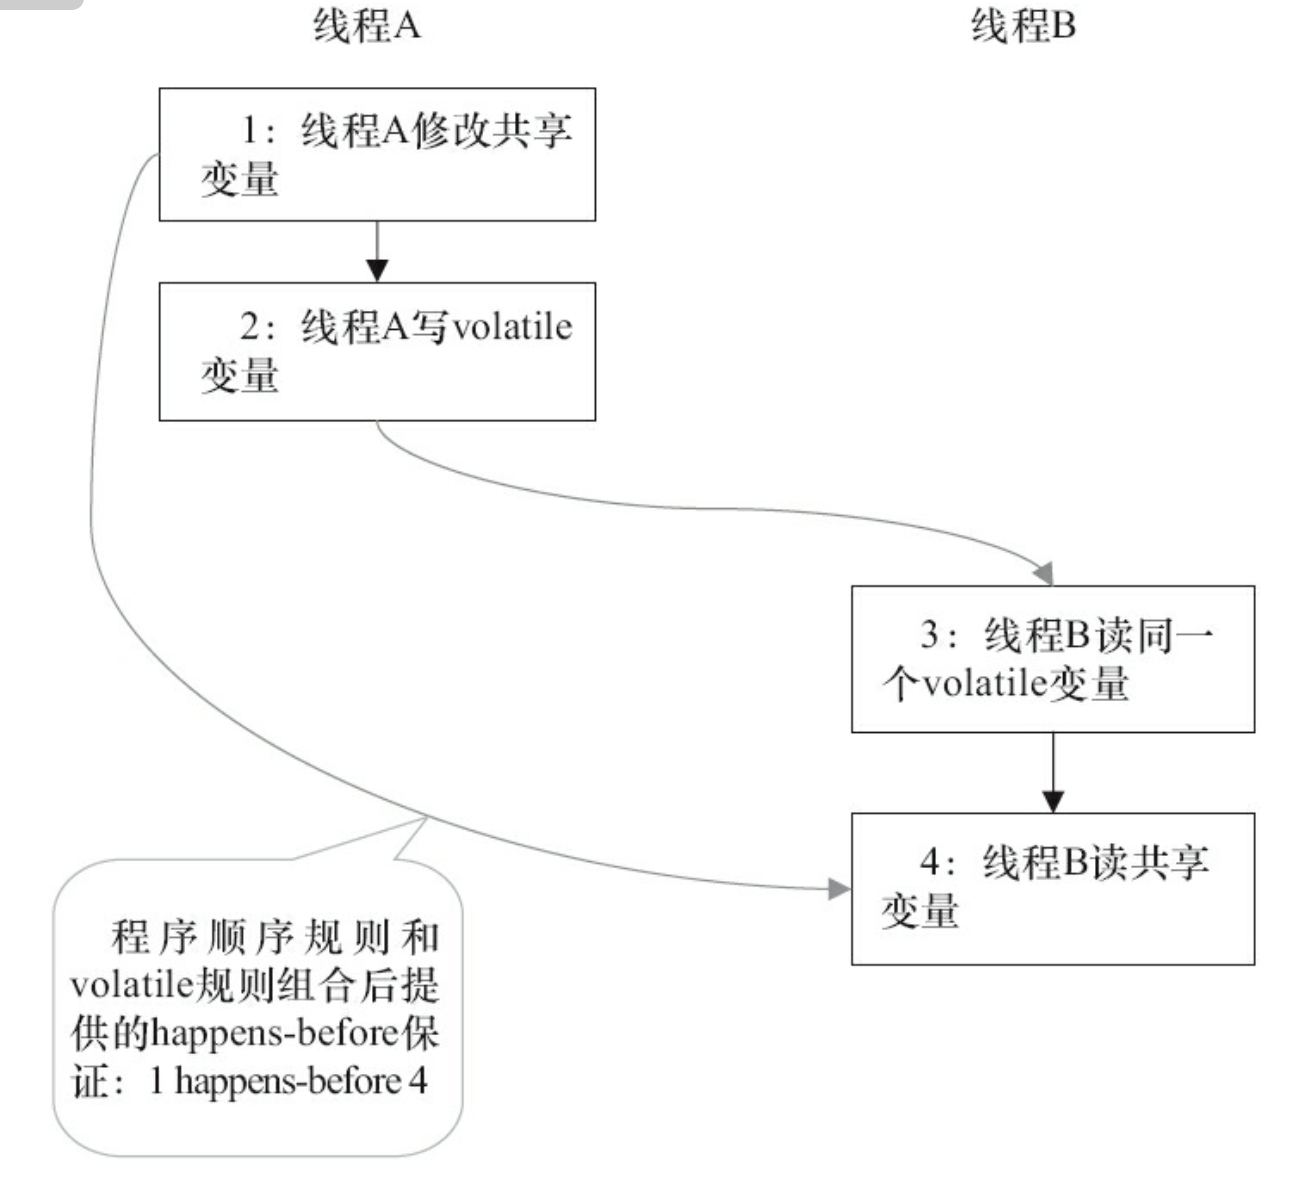 线程A
线程B
1：线程A修改共享
变量
2：线程A写volatile
变量
3：线程B读同一
个volatile变量
4：线程B读共享
变量
程序顺序规则和
volatile规则组合后提
供的happens-before保
证：1 happens-before 4